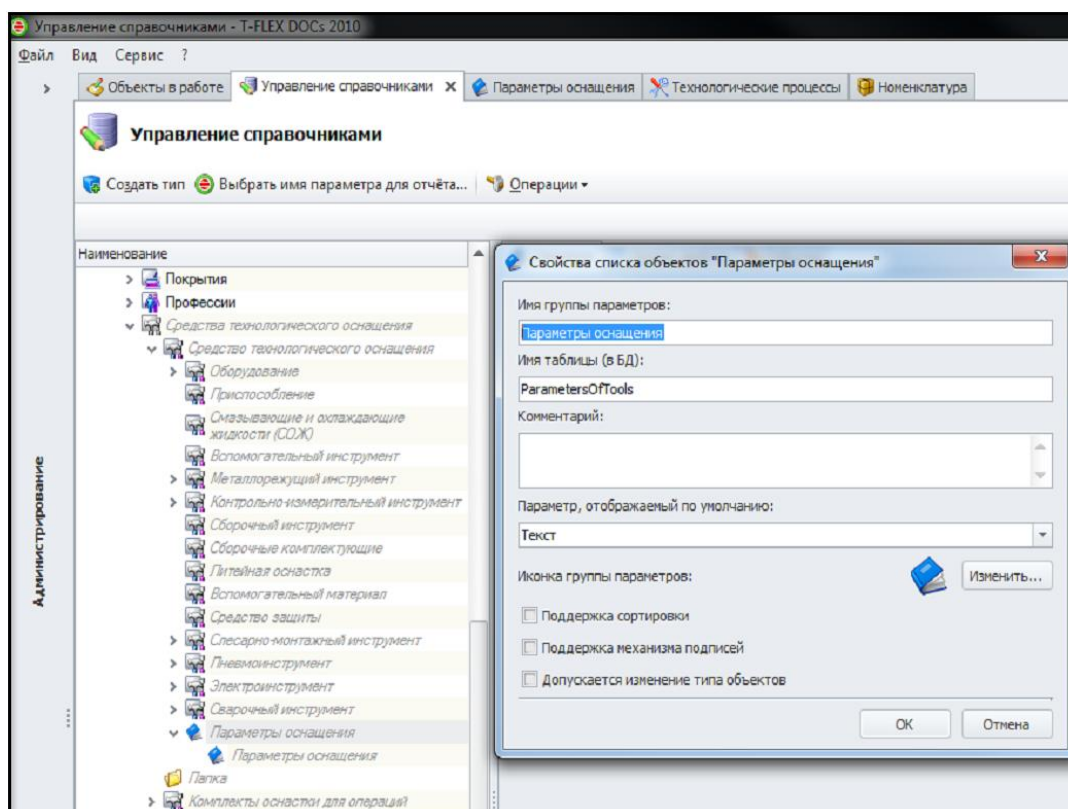 Управление справочниками - T-FLEX DOCs 2010
Файл Вид Сервис ?
Объекты в работе Управление справочниками Параметры оснащения Технологические процессы Номенклатура
Управление справочниками
Создать тип Выбрать имя параметра для отчёта... Операции
Администрирование
Наименование
Покрытия
Профессии
Средства технологического оснащения
Средство технологического оснащения
Оборудование
Приспособление
Смазывающие и охлаждающие
жидкости (СОЖ)
Вспомогательный инструмент
Металлорежущий инструмент
Контрольно-измерительный инструмент
Сборочный инструмент
Сборочные комплектующие
Литейная оснастка
Вспомогательный материал
Средство защиты
Слесарно-монтажный инструмент
Пневмоинструмент
Электроинструмент
Сварочный инструмент
Параметры оснащения
Параметры оснащения
Папка
Комплекты оснастки для операций
Свойства списка объектов "Параметры оснащения"
Имя группы параметров:
Параметры оснащения
Имя таблицы (в БД):
ParametersOfTools
Комментарий:
Параметр, отображаемый по умолчанию:
Текст
Иконка группы параметров:
Изменить...
Поддержка сортировки
Поддержка механизма подписей
Допускается изменение типа объектов
ОК Отмена